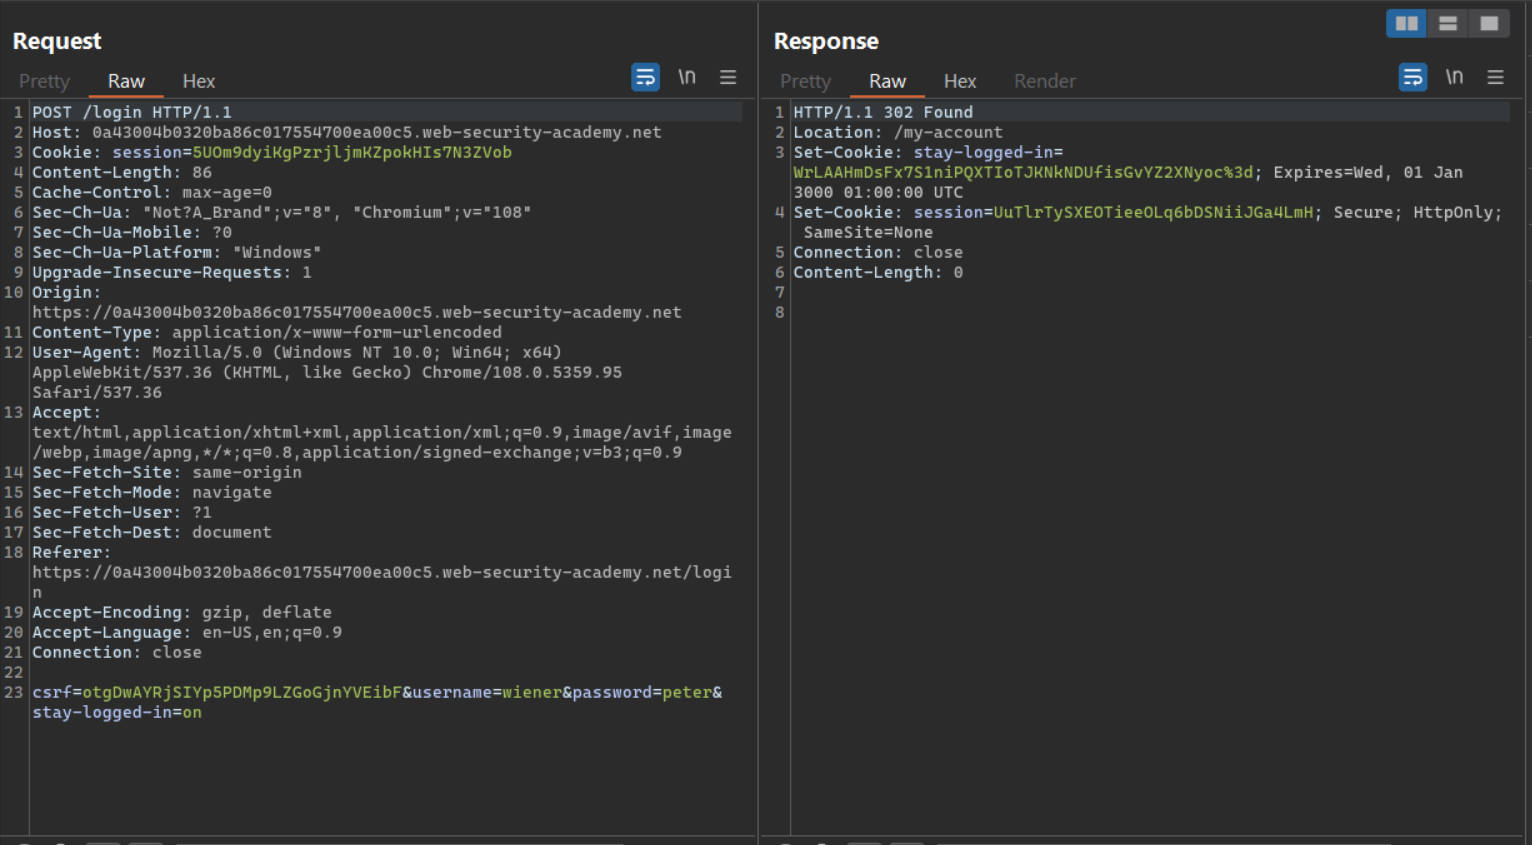 Request
Pretty Raw Hex
\n
1 POST /login HTTP/1.1
2 Host: 0a43004b0320ba86c017554700ea00c5.web-security-academy.net
3 Cookie: session=5UOm9dyiKgPzrjljmKZpokHIs7N3ZVob
4 Content-Length: 86
5 Cache-Control: max-age=0
6 Sec-Ch-Ua: "Not?A_Brand";v="8", "Chromium";v="108"
7 Sec-Ch-Ua-Mobile: ?0
8 Sec-Ch-Ua-Platform: "Windows"
9 Upgrade-Insecure-Requests: 1
10 Origin:
https://0a43004b0320ba86c017554700ea00c5.web-security-academy.net
11 Content-Type: application/x-www-form-urlencoded
12 User-Agent: Mozilla/5.0 (Windows NT 10.0; Win64; x64)
AppleWebKit/537.36 (KHTML, like Gecko) Chrome/108.0.5359.95
Safari/537.36
13 Accept:
text/html,application/xhtml+xml,application/xml;q=0.9,image/avif,image
/webp,image/apng,*/*;q=0.8,application/signed-exchange;v=b3;q=0.9
14 Sec-Fetch-Site: same-origin
15 Sec-Fetch-Mode: navigate
16 Sec-Fetch-User: ?1
17 Sec-Fetch-Dest: document
18 Referer:
https://0a43004b0320ba86c017554700ea00c5.web-security-academy.net/logi
n
19 Accept-Encoding: gzip, deflate
20 Accept-Language: en-US,en;q=0.9
21 Connection: close
22
23 csrf=otgDwAYRjSIYp5PDMp9LZGoGjnYVEibF&username=wiener&password=peter&
stay-logged-in=on
Response
Pretty Raw Hex Render
\n
1 HTTP/1.1 302 Found
2 Location: /my-account
3 Set-Cookie: stay-logged-in=
WrLAAHmDsFx7S1niPQXTIoTJKNkNDUfisGvYZ2XNyoc%3d; Expires=Wed, 01 Jan
3000 01:00:00 UTC
4 Set-Cookie: session=UuTlrTySXEOTieeOLq6bDSNiiJGa4LmH; Secure; HttpOnly;
SameSite=None
5 Connection: close
6 Content-Length: 0
7
8